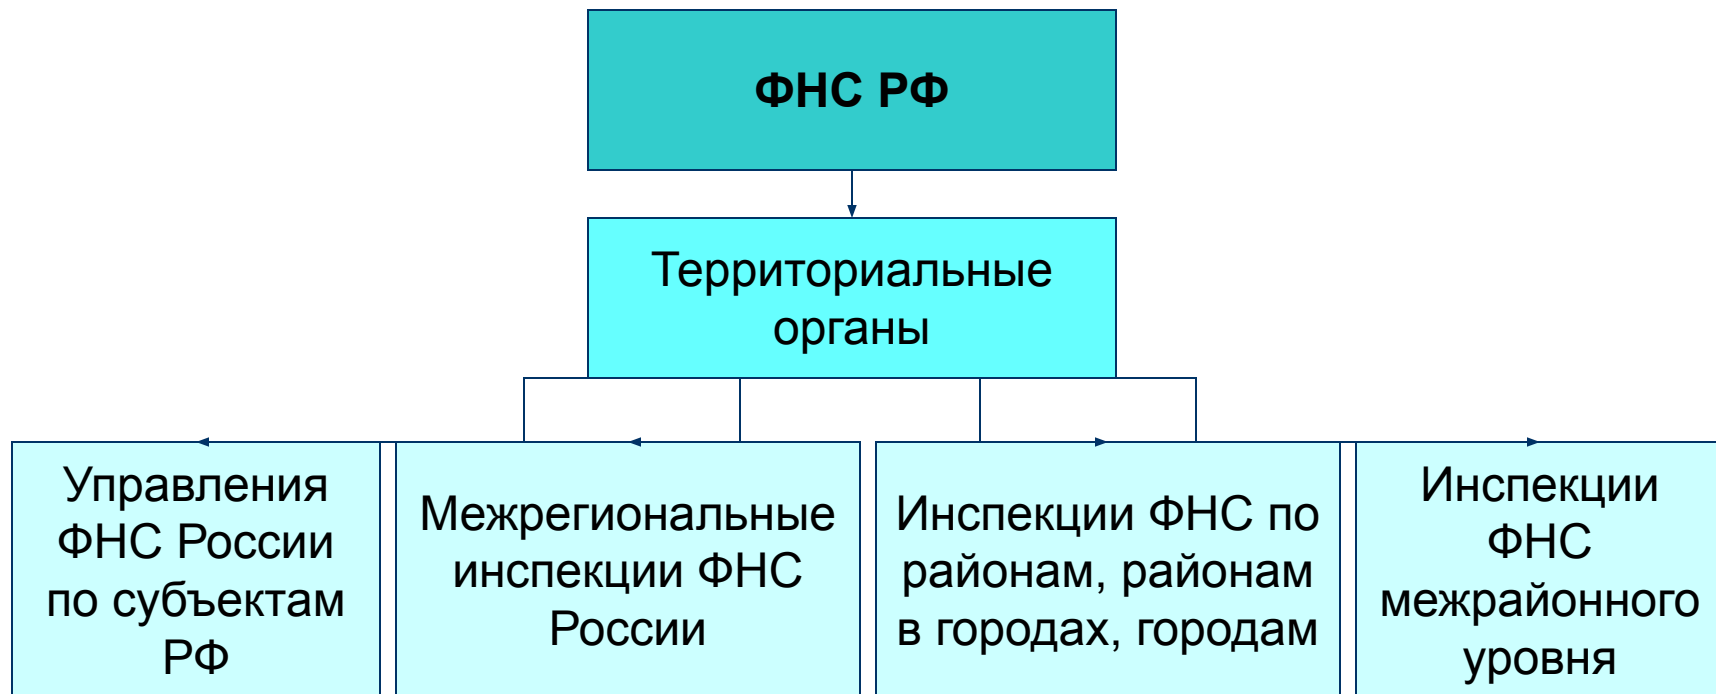 ФНС РФ
Территориальные
органы
Управления
ФНС России
по субъектам
РФ
Межрегиональные
инспекции ФНС
России
Инспекции ФНС по
районам, районам
в городах, городам
Инспекции
ФНС
межрайонного
уровня